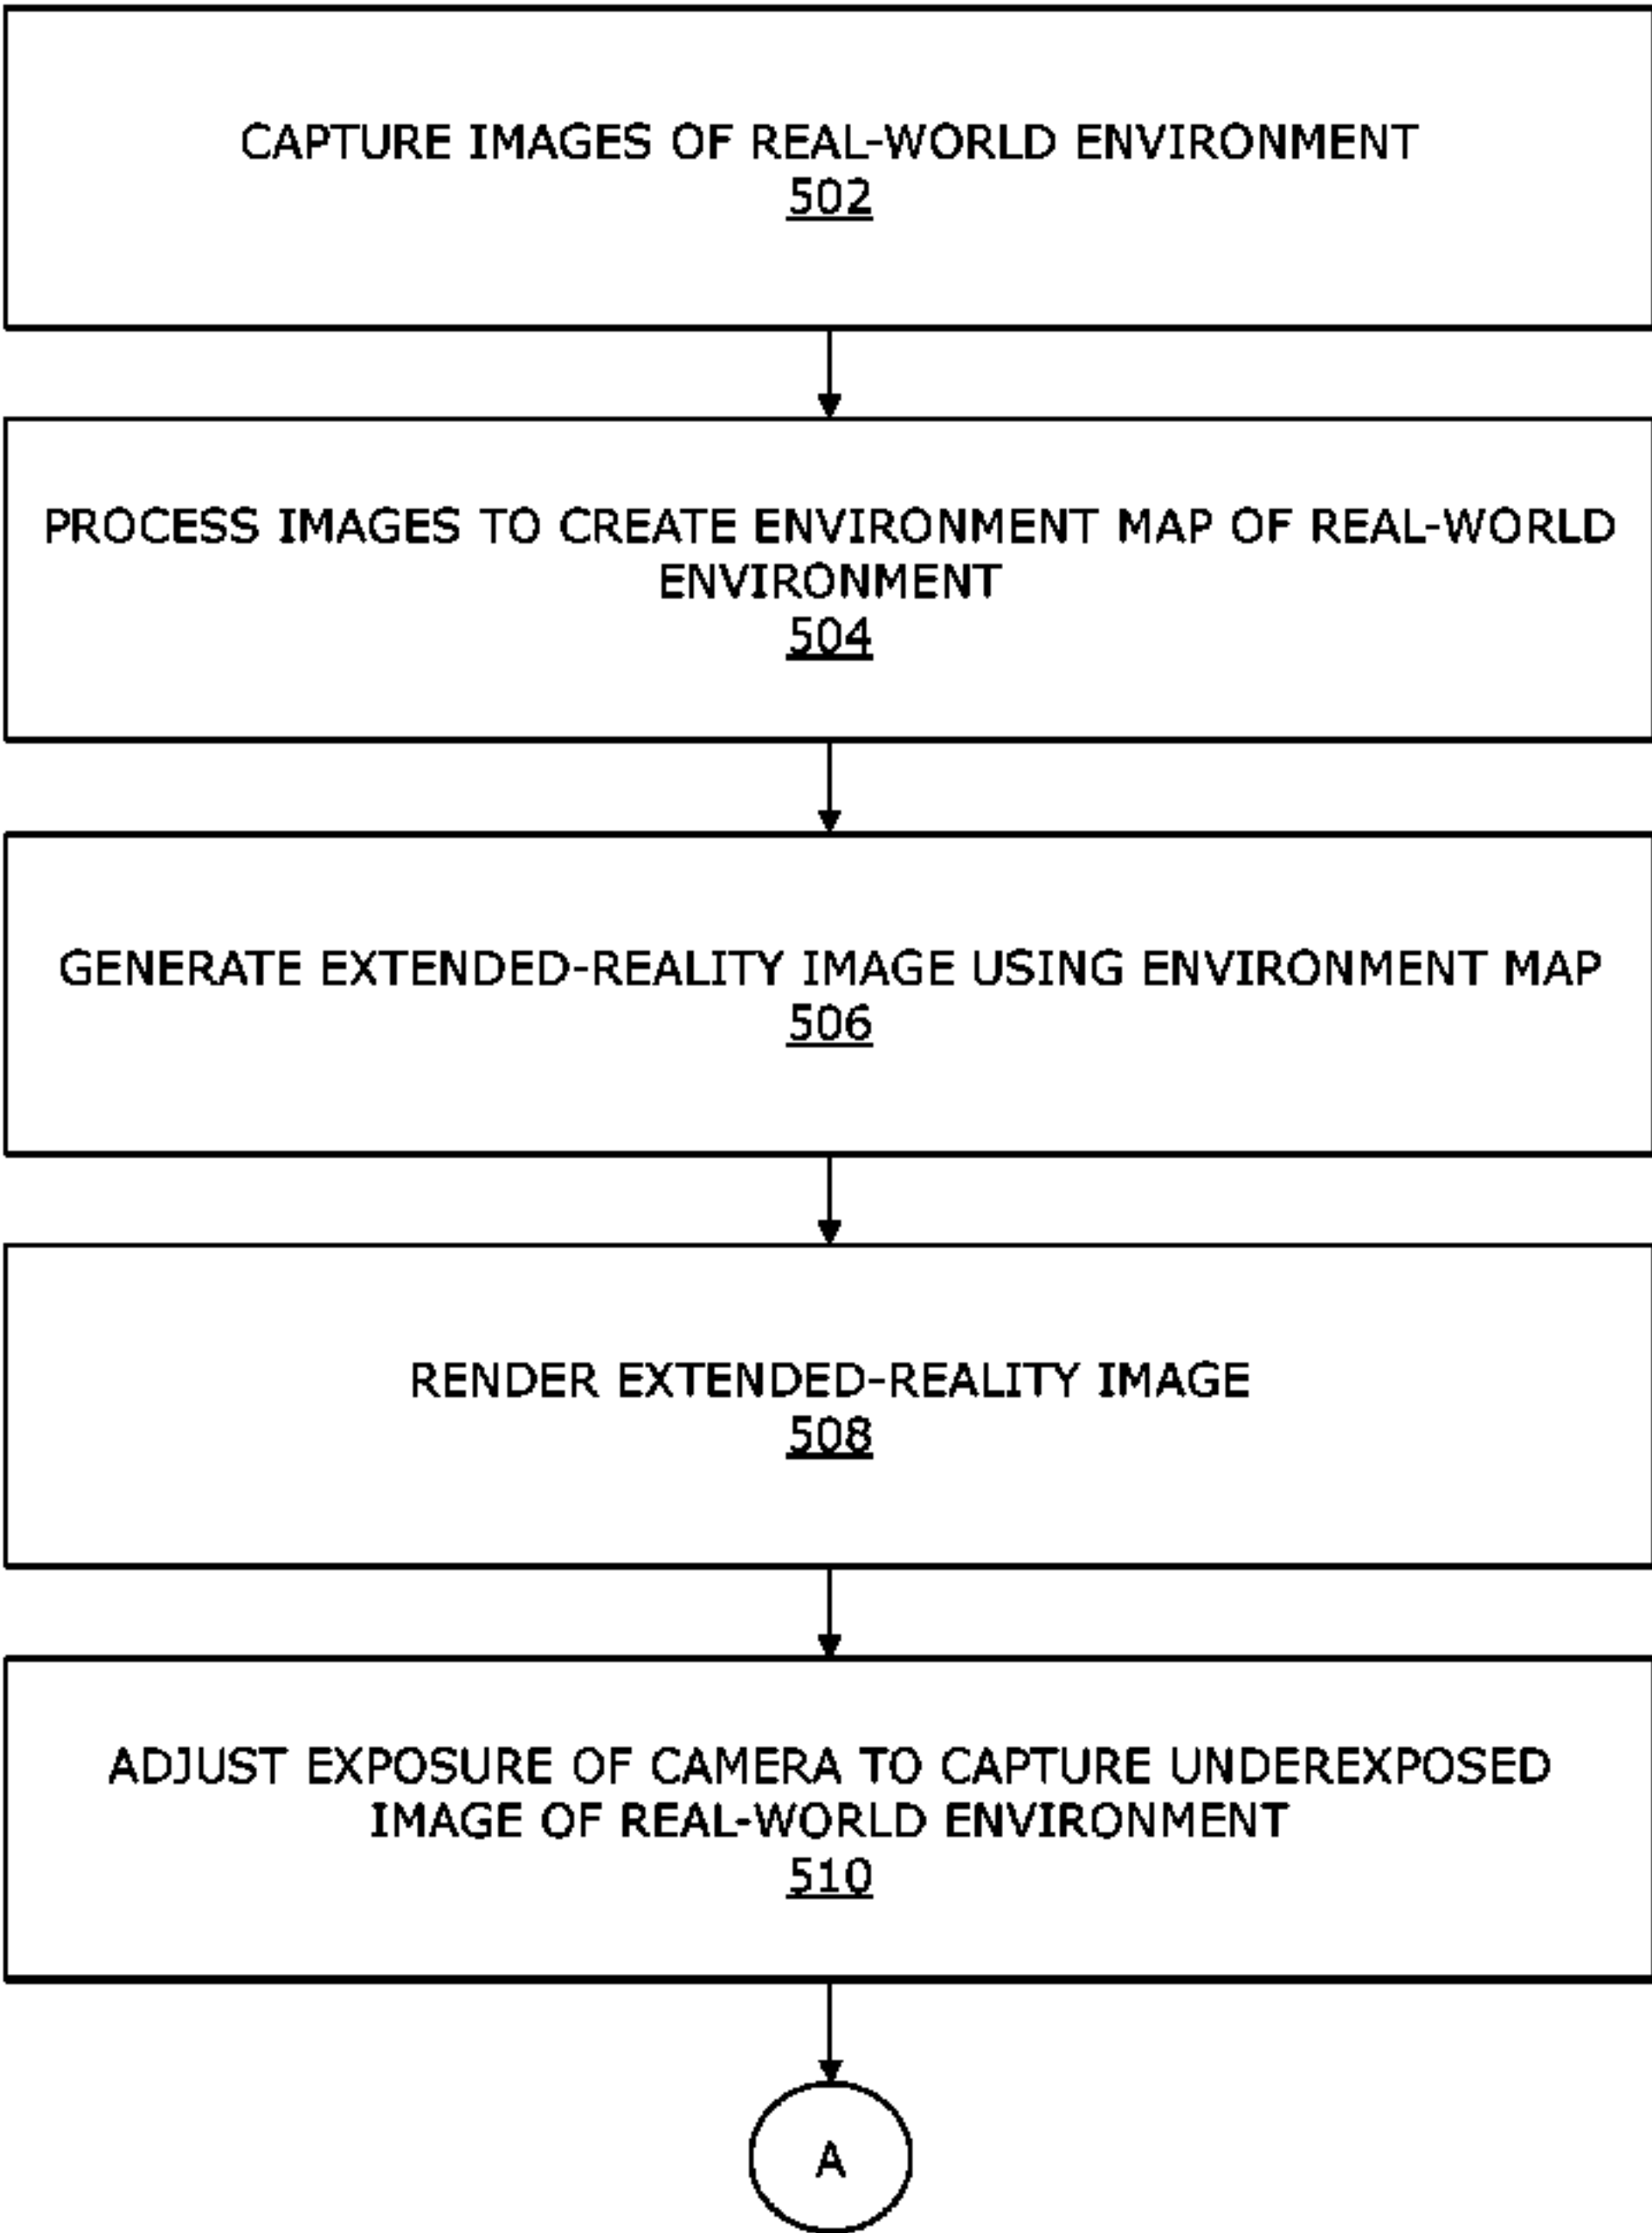 CAPTURE IMAGES OF REAL-WORLD ENVIRONMENT
502
PROCESS IMAGES TO CREATE ENVIRONMENT MAP OF REAL-WORLD
ENVIRONMENT
504
GENERATE EXTENDED-REALITY IMAGE USING ENVIRONMENT MAP
506
RENDER EXTENDED-REALITY IMAGE
508
ADJUST EXPOSURE OF CAMERA TO CAPTURE UNDEREXPOSED
IMAGE OF REAL-WORLD ENVIRONMENT
510
A